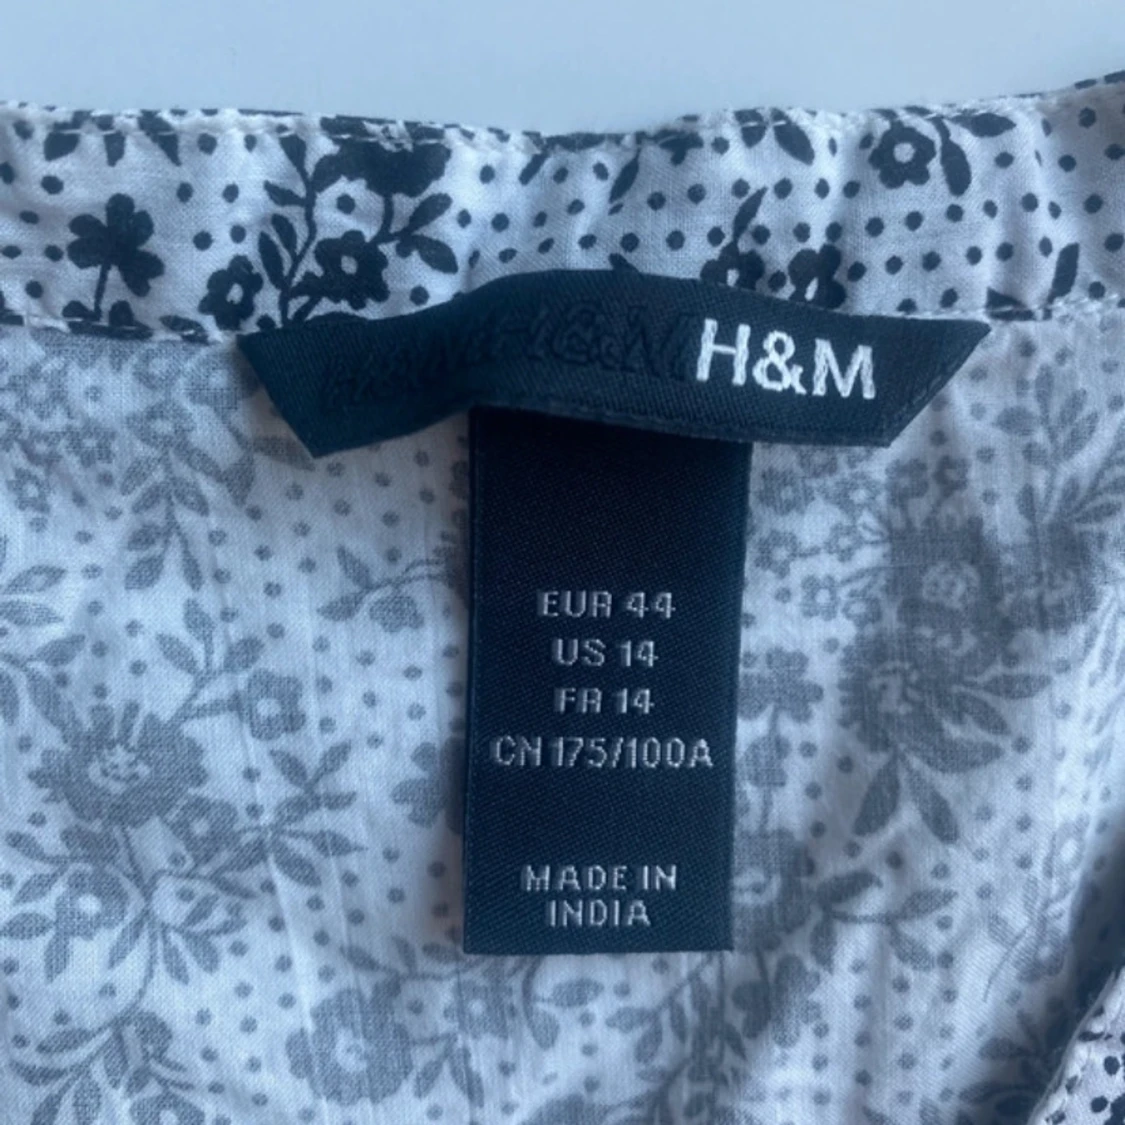 H&M
EUR 44
US 14
FR 14
CN 175/100A
MADE IN
INDIA